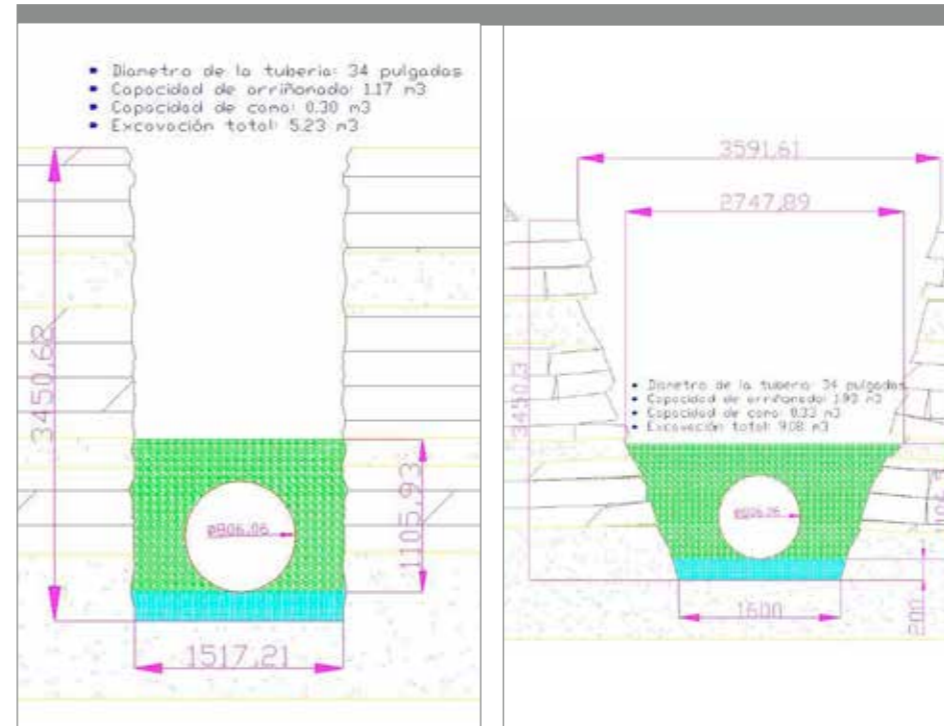 • Diametro de la tuberia: 34 pulgadas
• Capacidad de arriñonado: 1.17 m3
• Capacidad de cama: 0.30 m3
• Excavación total: 5.23 m3
3450,62
ø806.06
1105,93
1517,21
3591,61
2747,89
• Diametro de la tuberia: 34 pulgadas
• Capacidad de arriñonado: 1.93 m3
• Capacidad de cama: 0.33 m3
• Excavación total: 9.08 m3
3450,3
ø806.06
1600
200